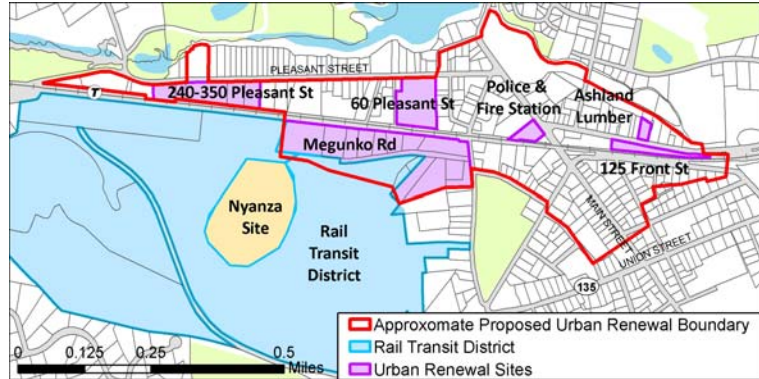 PLEASANT STREET
T
240-350 Pleasant St
60 Pleasant St
Police &
Fire Station
Ashland
Lumber
Megunko Rd
125 Front St
Nyanza
Site
Rail
Transit
District
MAIN STREET
UNION STREET
135
Approxomate Proposed Urban Renewal Boundary
Rail Transit District
Urban Renewal Sites
0 0.125 0.25 0.5
Miles